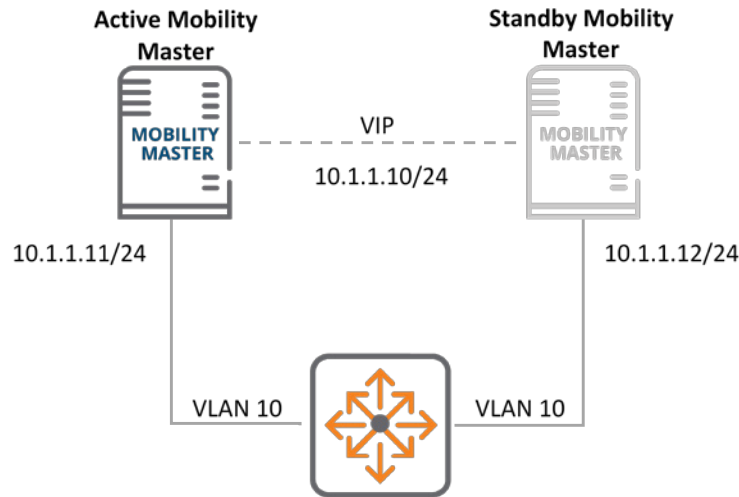 Active Mobility
Master
Standby Mobility
Master
MOBILITY
MASTER
VIP
MOBILITY
MASTER
10.1.1.10/24
10.1.1.11/24
10.1.1.12/24
VLAN 10
VLAN 10